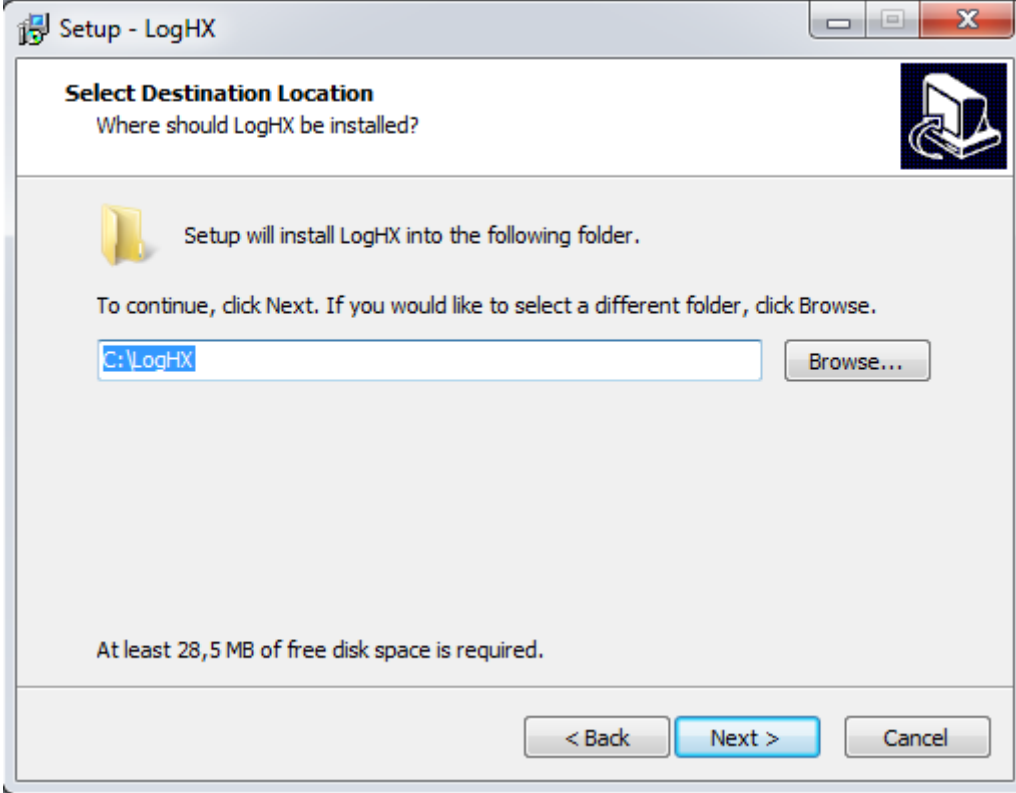 Setup - LogHX
Select Destination Location
Where should LogHX be installed?
Setup will install LogHX into the following folder.
To continue, click Next. If you would like to select a different folder, click Browse.
C:\LogHX
Browse...
At least 28,5 MB of free disk space is required.
< Back
Next >
Cancel